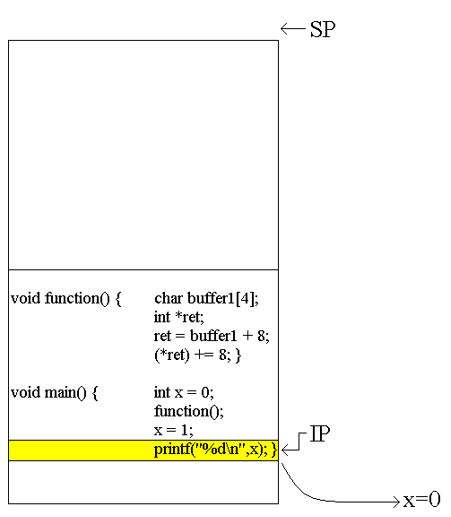 SP
void function() { char buffer1[4];
int *ret;
ret = buffer1 + 8;
(*ret) += 8; }
void main() { int x = 0;
function();
x = 1;
printf("%d\n",x); }
IP
x=0